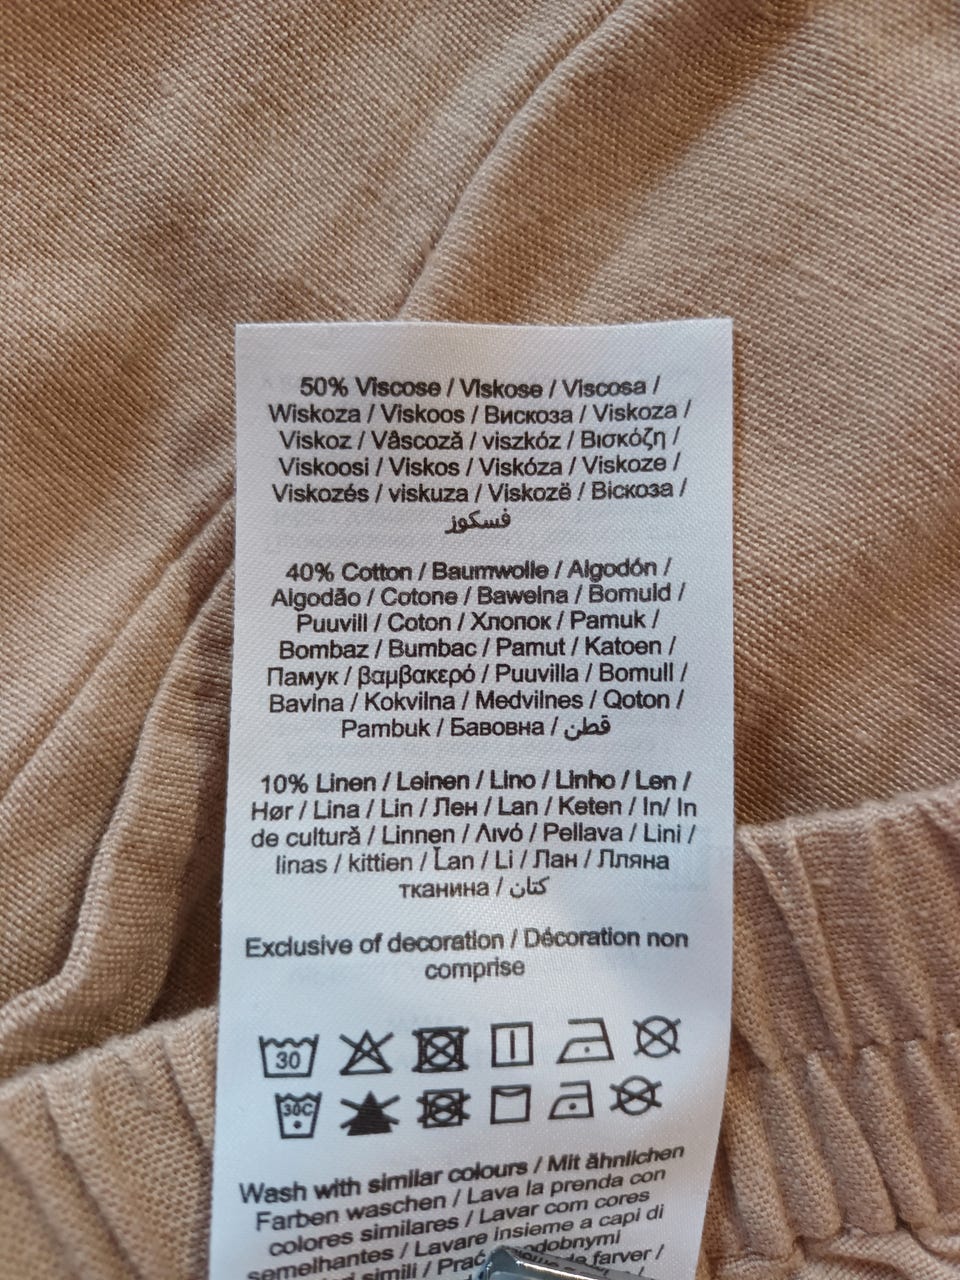 50% Viscose / Viskose / Viscosa /
Wiskoza / Viskoos / Вискоза / Viskoza /
Viskoz / Vâscoză / viszkóz / Βισκόζη /
Viskoosi / Viskos / Viskóza / Viskoze /
Viskozés / viskuza / Viskozë / Віскоза /
فسكوز
40% Cotton / Baumwolle / Algodón /
Algodão / Cotone / Bawełna / Bomuld /
Puuvill / Coton / Хлопок / Pamuk /
Bombaz / Bumbac / Pamut / Katoen /
Памук / βαμβακερό / Puuvilla / Bomull /
Bavlna / Kokvilna / Medvilnes / Qoton /
Pambuk / Бавовна / قطن
10% Linen / Leinen / Lino / Linho / Len /
Hør / Lina / Lin / Лен / Lan / Keten / In/ In
de cultură / Linnen / Λινό / Pellava / Lini /
linas / kittien / Lan / Li / Лан / Лляна
тканина / كتان
Exclusive of decoration / Décoration non
comprise
30
30C
Wash with similar colours / Mit ähnlichen
Farben waschen / Lava la prenda con
colores similares / Lavar com cores
semelhantes / Lavare insieme a capi di
simili / Prać podobnymi
farver /